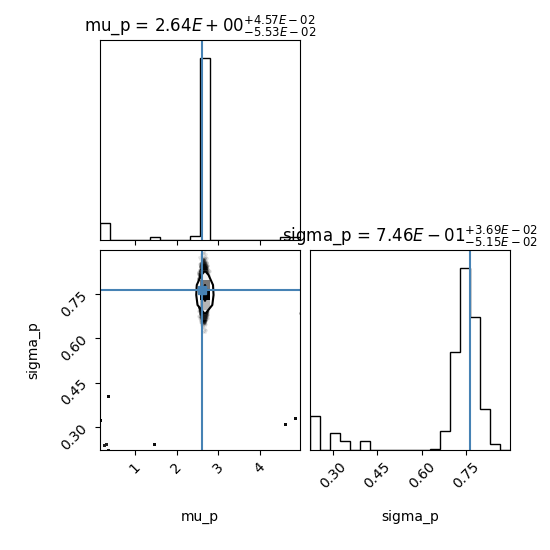 mu_p = 2.64E + 00+4.57E − 02 −5.53E − 02
sigma_p = 7.46E − 01+3.69E − 02 −5.15E − 02
sigma_p
0.75
0.60
0.45
0.30
1 2 3 4
0.30 0.45 0.60 0.75
mu_p
sigma_p